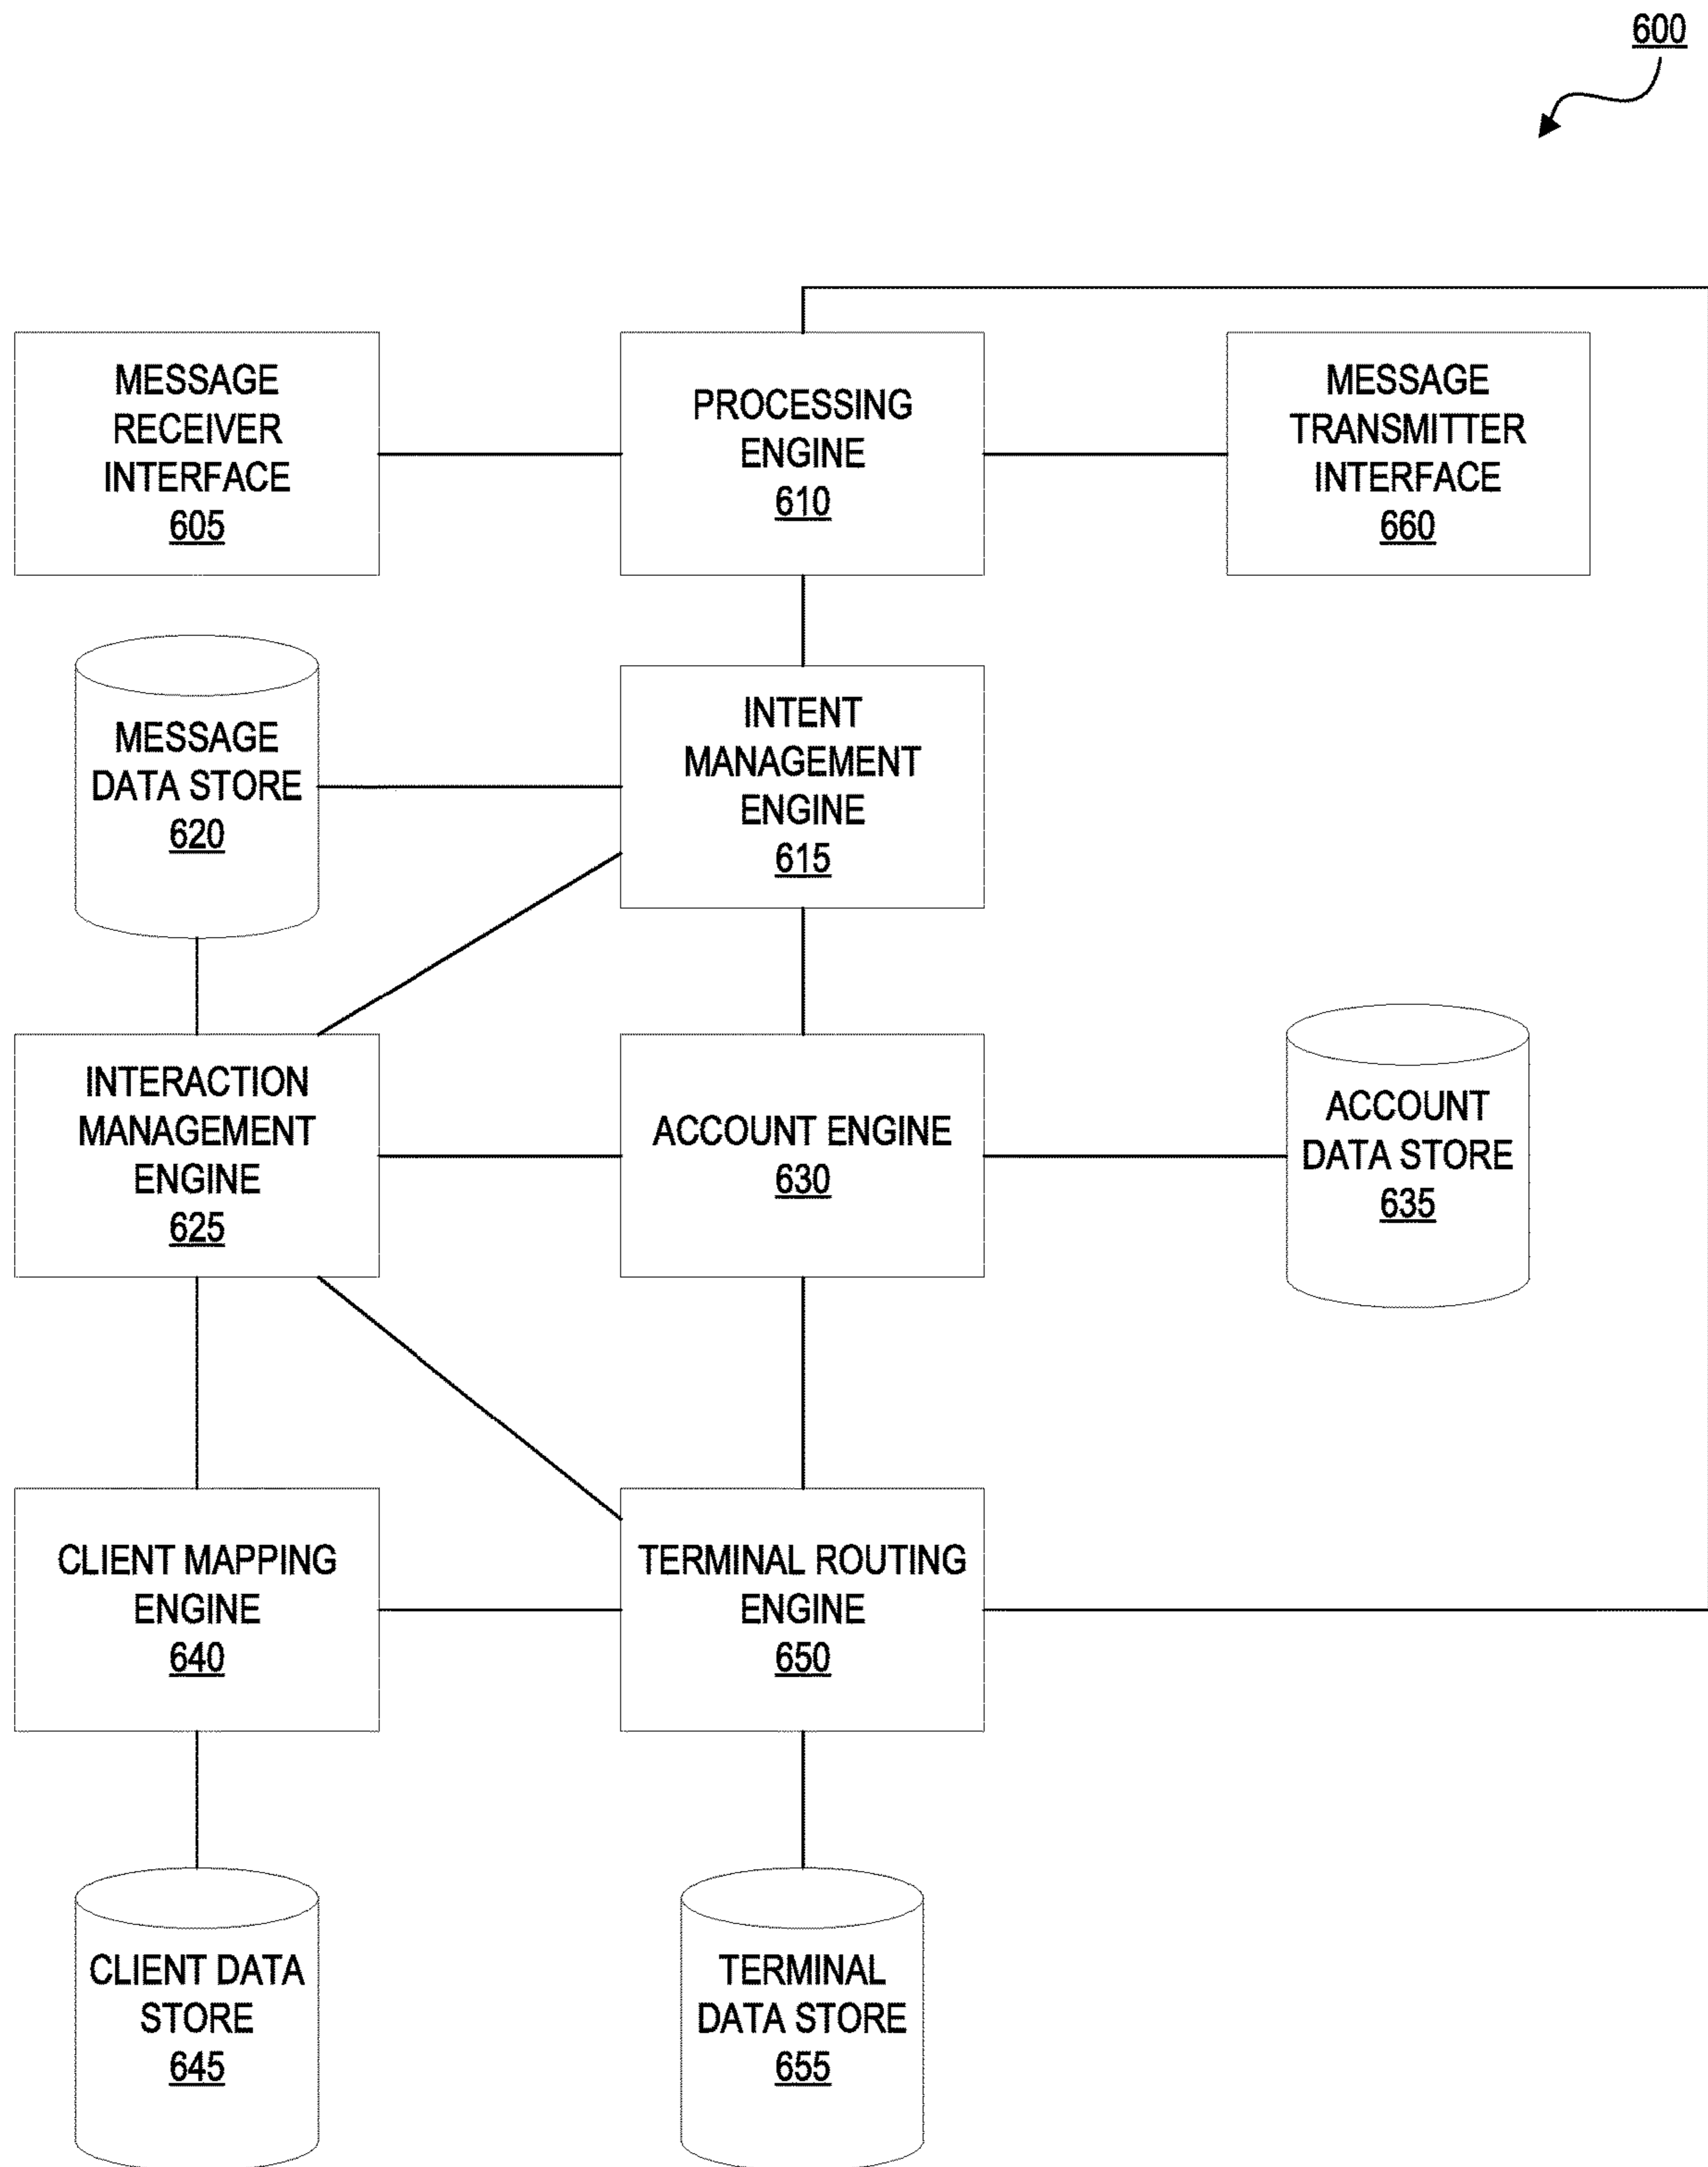 600
MESSAGE
RECEIVER
INTERFACE
605
PROCESSING
ENGINE
610
MESSAGE
TRANSMITTER
INTERFACE
660
MESSAGE
DATA STORE
620
INTENT
MANAGEMENT
ENGINE
615
INTERACTION
MANAGEMENT
ENGINE
625
ACCOUNT ENGINE
630
ACCOUNT
DATA STORE
635
CLIENT MAPPING
ENGINE
640
TERMINAL ROUTING
ENGINE
650
CLIENT DATA
STORE
645
TERMINAL
DATA STORE
655